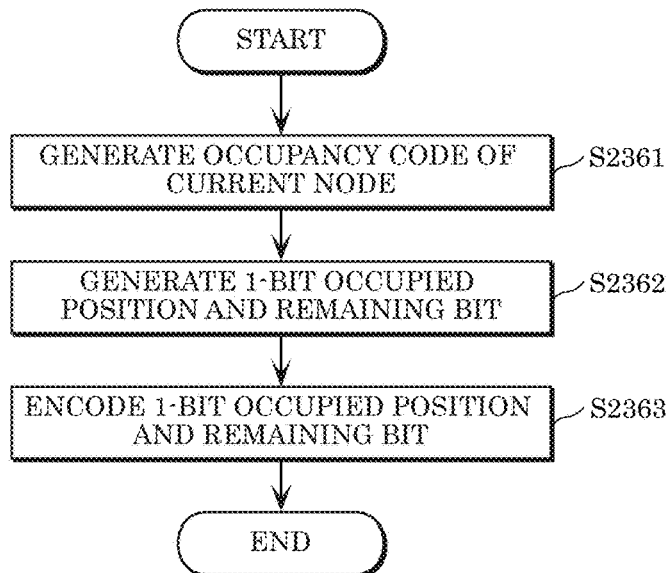 START
GENERATE OCCUPANCY CODE OF
CURRENT NODE
S2361
GENERATE 1-BIT OCCUPIED
POSITION AND REMAINING BIT
S2362
ENCODE 1-BIT OCCUPIED POSITION
AND REMAINING BIT
S2363
END